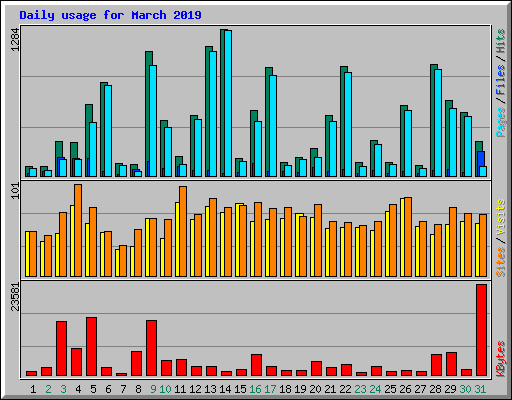 Daily usage for March 2019
1284
Pages / Files / Hits
101
Sites / Visits
23581
KBytes
1 2 3 4 5 6 7 8 9 10 11 12 13 14 15 16 17 18 19 20 21 22 23 24 25 26 27 28 29 30 31